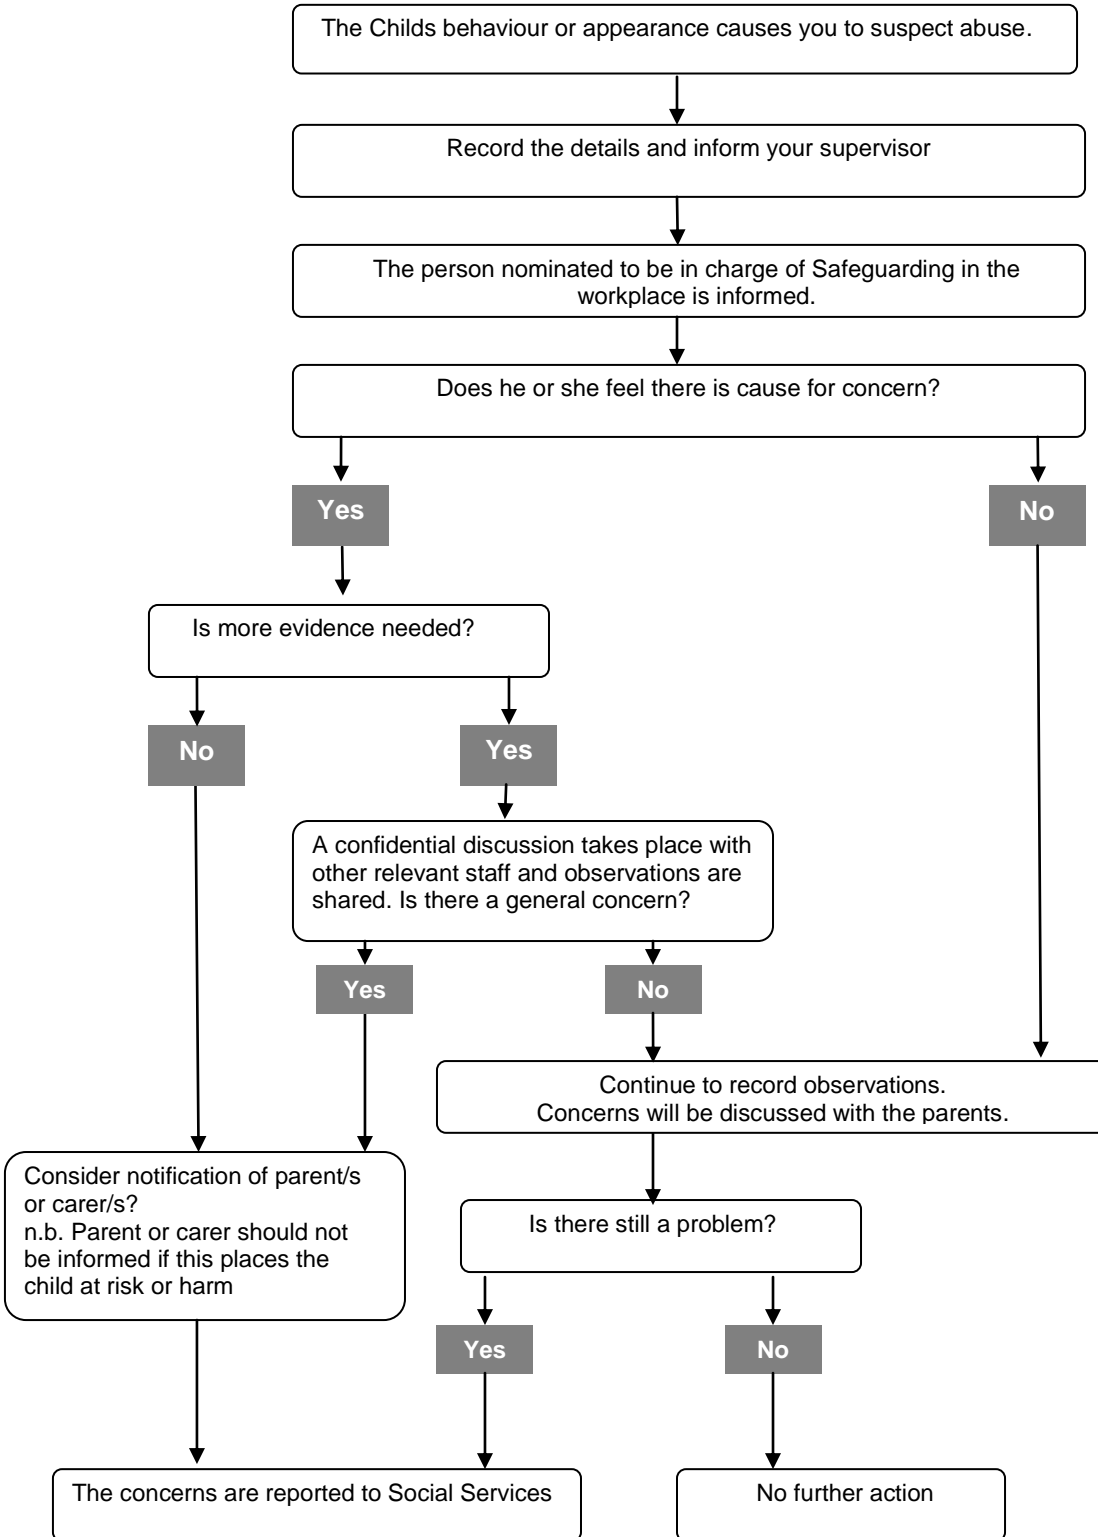 The Childs behaviour or appearance causes you to suspect abuse.
Record the details and inform your supervisor
The person nominated to be in charge of Safeguarding in the
workplace is informed.
Does he or she feel there is cause for concern?
Yes
No
Is more evidence needed?
No
Yes
A confidential discussion takes place with
other relevant staff and observations are
shared. Is there a general concern?
Yes
No
Continue to record observations.
Concerns will be discussed with the parents.
Consider notification of parent/s
or carer/s?
n.b. Parent or carer should not
be informed if this places the
child at risk or harm
Is there still a problem?
Yes
No
The concerns are reported to Social Services
No further action